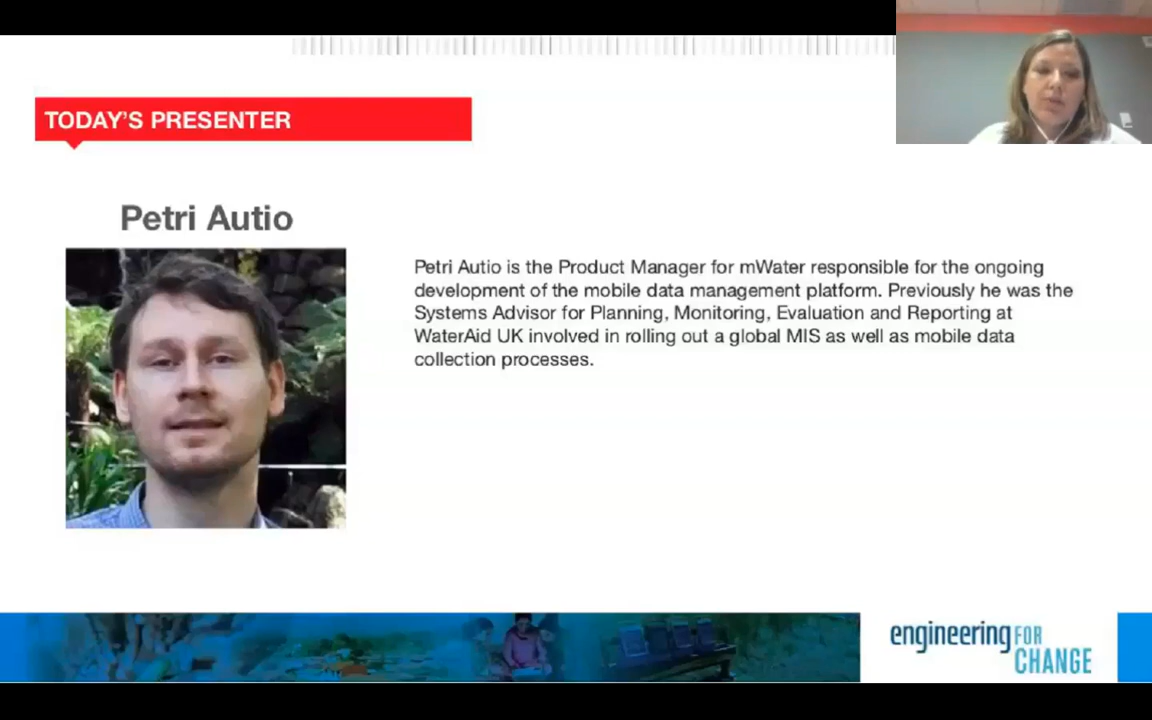 TODAY'S PRESENTER
Petri Autio
Petri Autio is the Product Manager for mWater responsible for the ongoing
development of the mobile data management platform. Previously he was the
Systems Advisor for Planning, Monitoring, Evaluation and Reporting at
WaterAid UK involved in rolling out a global MIS as well as mobile data
collection processes.
engineering FOR
CHANGE